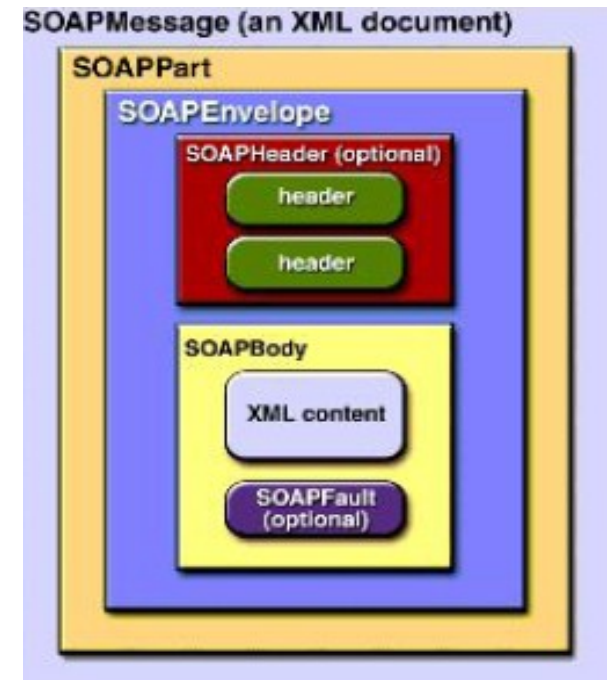 SOAPMessage (an XML document)
SOAPPart
SOAPEnvelope
SOAPHeader (optional)
header
header
SOAPBody
XML content
SOAPFault
(optional)